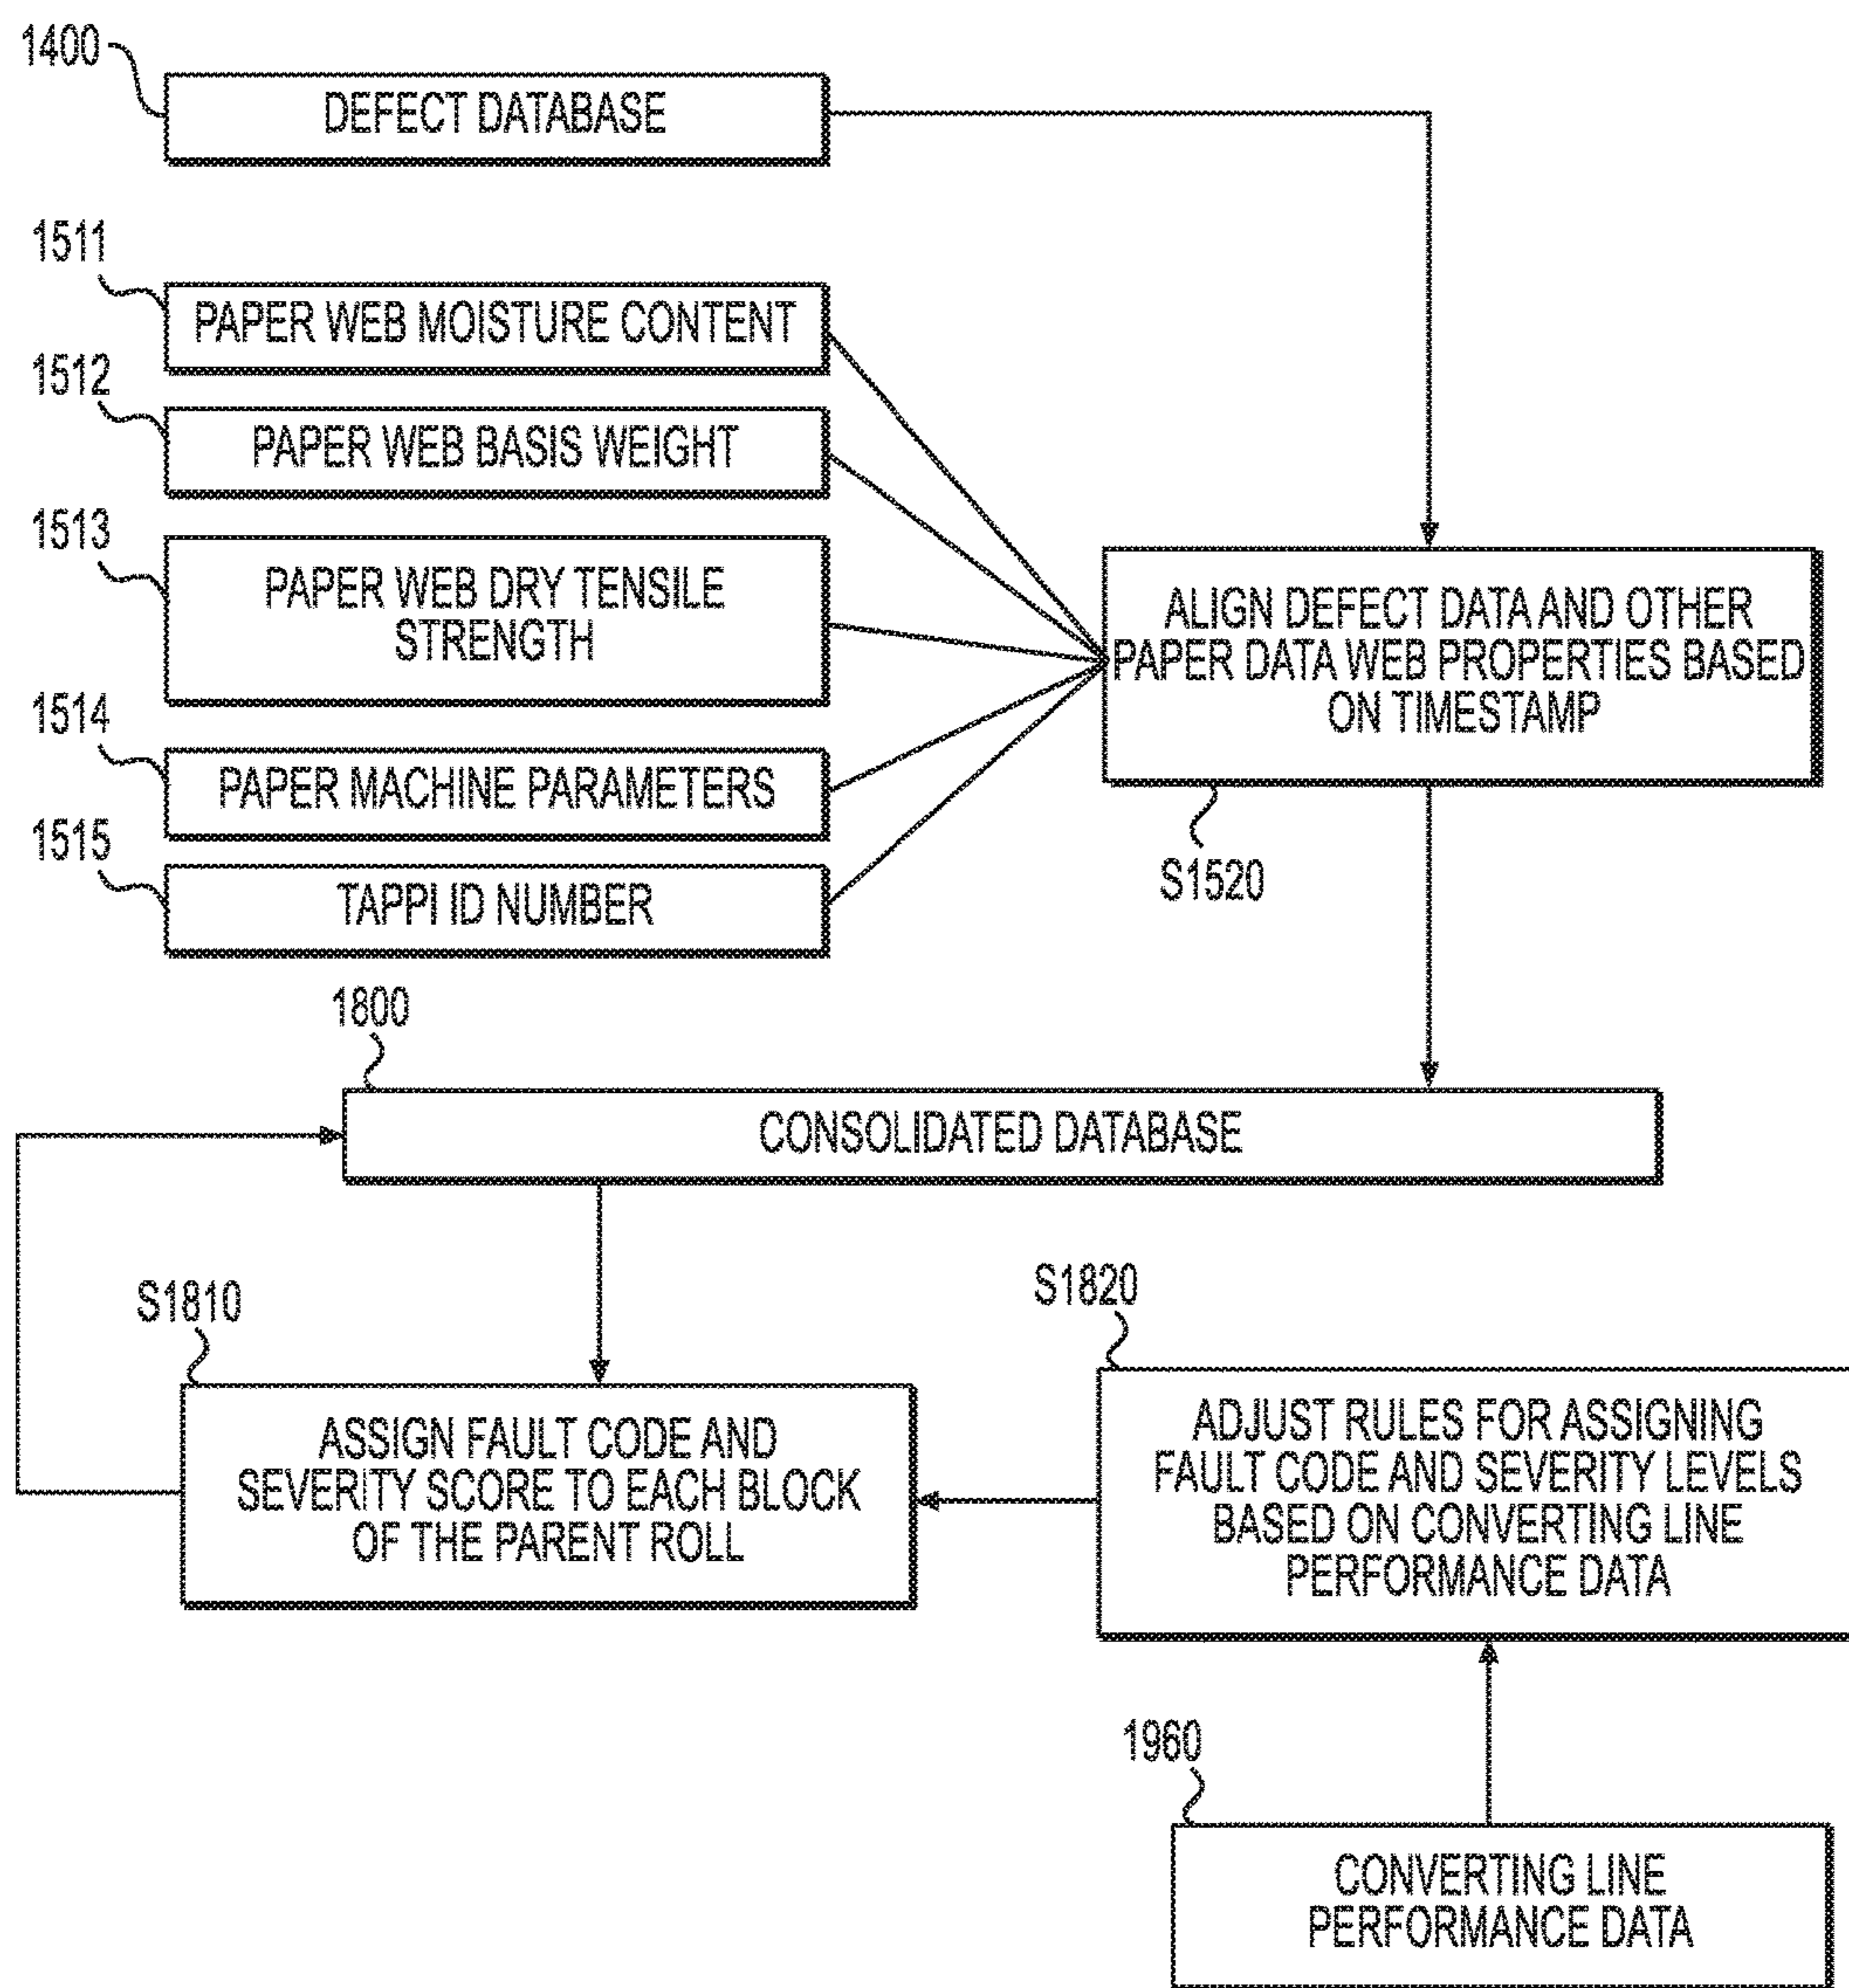 1400
DEFECT DATABASE
1511
PAPER WEB MOISTURE CONTENT
1512
PAPER WEB BASIS WEIGHT
1513
PAPER WEB DRY TENSILE
STRENGTH
1514
PAPER MACHINE PARAMETERS
1515
TAPPI ID NUMBER
ALIGN DEFECT DATA AND OTHER
PAPER DATA WEB PROPERTIES BASED
ON TIMESTAMP
S1520
1800
CONSOLIDATED DATABASE
S1810
ASSIGN FAULT CODE AND
SEVERITY SCORE TO EACH BLOCK
OF THE PARENT ROLL
S1820
ADJUST RULES FOR ASSIGNING
FAULT CODE AND SEVERITY LEVELS
BASED ON CONVERTING LINE
PERFORMANCE DATA
1960
CONVERTING LINE
PERFORMANCE DATA